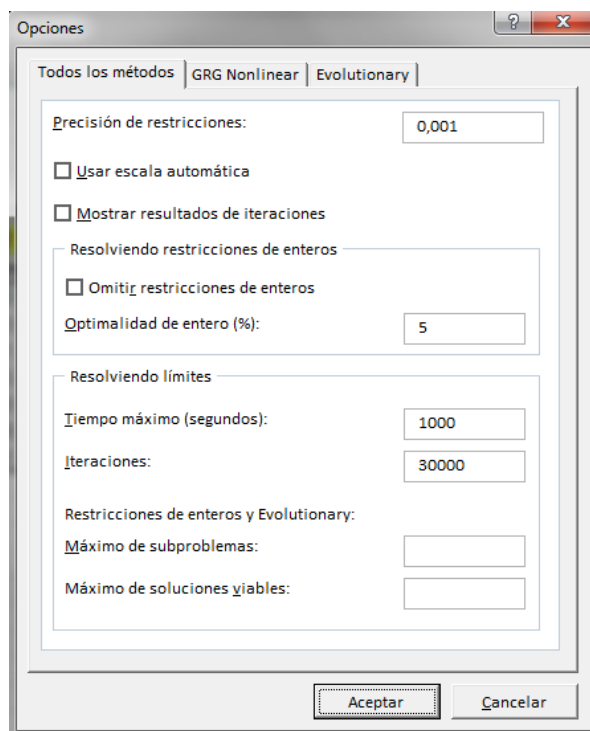 Opciones
Todos los métodos GRG Nonlinear Evolutionary
Precisión de restricciones: 0,001
Usar escala automática
Mostrar resultados de iteraciones
Resolviendo restricciones de enteros
Omitir restricciones de enteros
Optimalidad de entero (%): 5
Resolviendo límites
Tiempo máximo (segundos): 1000
Iteraciones: 30000
Restricciones de enteros y Evolutionary:
Máximo de subproblemas:
Máximo de soluciones viables:
Aceptar Cancelar